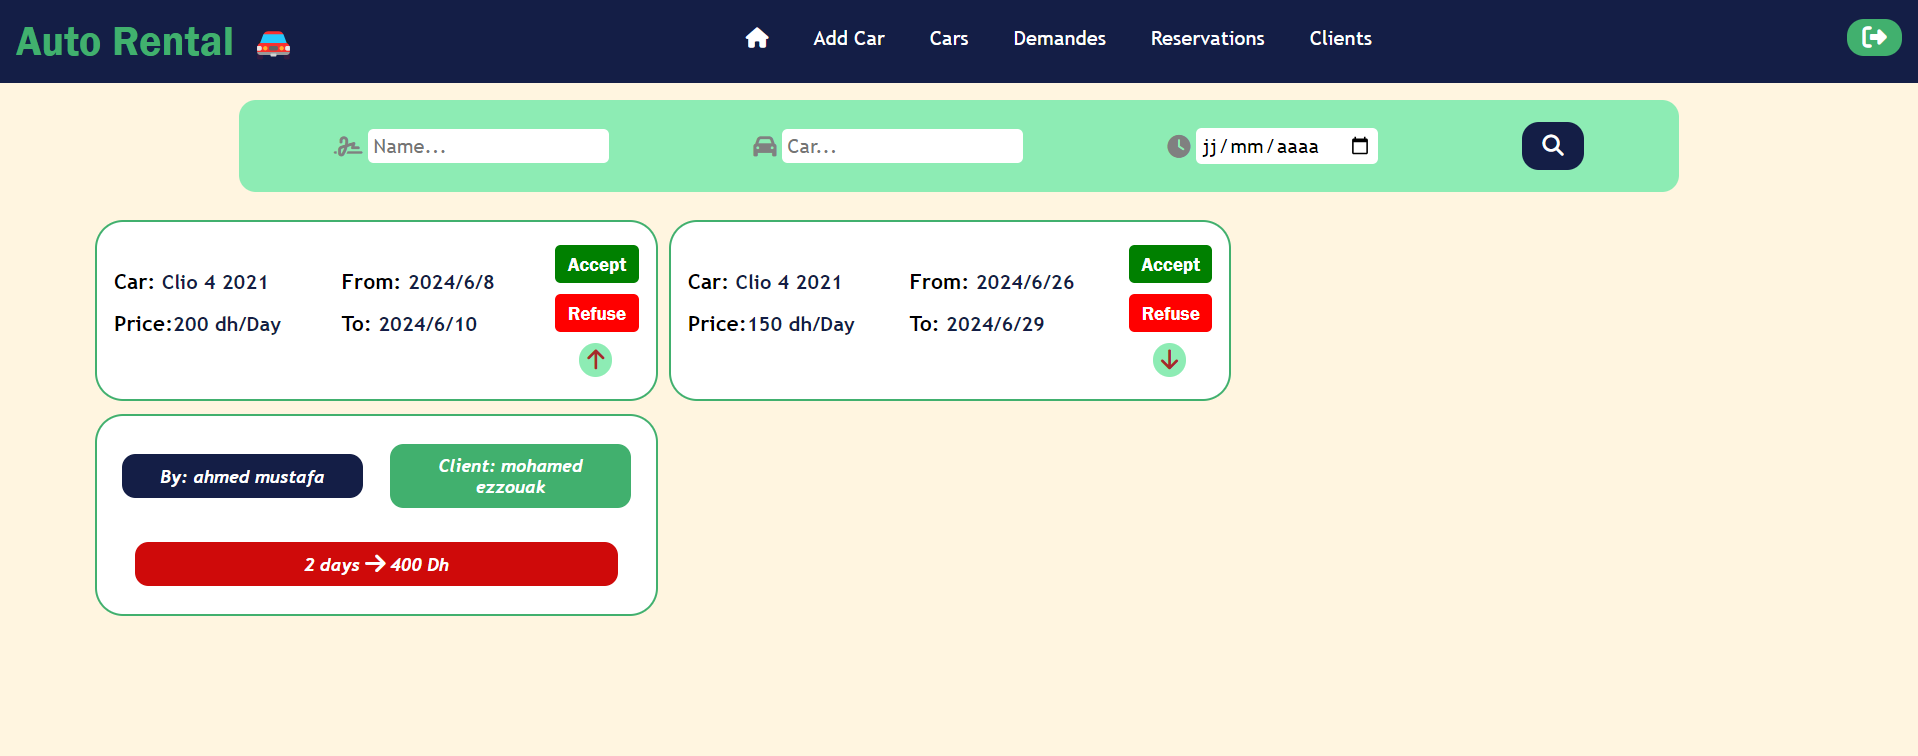 Auto Rental
Add Car
Cars
Demandes
Reservations
Clients
Name...
Car...
jj/mm/aaaa
Car: Clio 4 2021
From: 2024/6/8
Accept
Price:200 dh/Day
To: 2024/6/10
Refuse
Car: Clio 4 2021
From: 2024/6/26
Accept
Price:150 dh/Day
To: 2024/6/29
Refuse
By: ahmed mustafa
Client: mohamed
ezzouak
2 days → 400 Dh